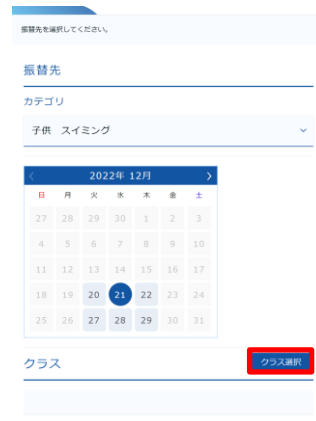 振替先を選択してください。
振替先
カテゴリ
子供 スイミング
2022年 12月
日 月 火 水 木 金 土
27 28 29 30 1 2 3
4 5 6 7 8 9 10
11 12 13 14 15 16 17
18 19 20 21 22 23 24
25 26 27 28 29 30 31
クラス クラス選択